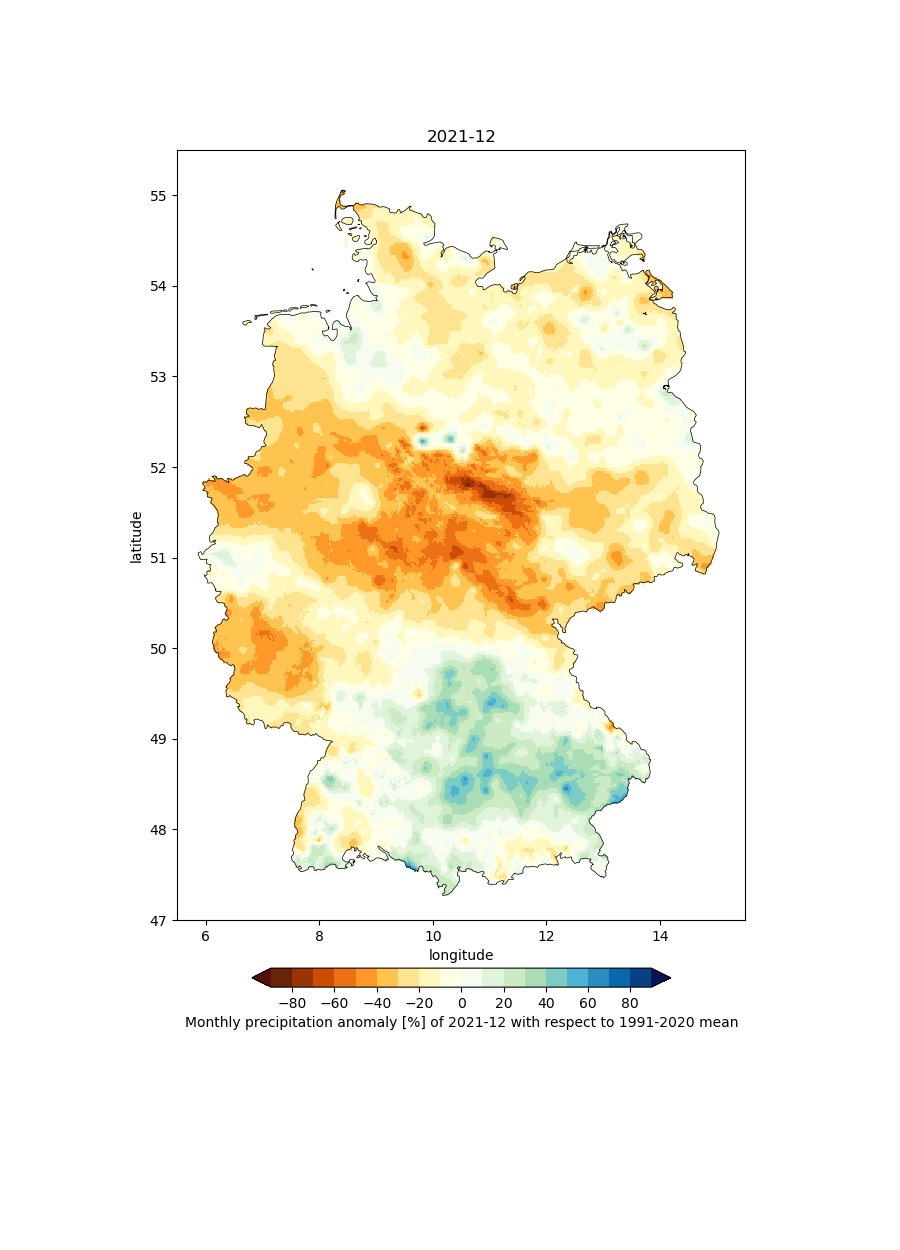 2021-12
55
54
53
52
51
50
49
48
47
latitude
6 8 10 12 14
longitude
−80 −60 −40 −20 0 20 40 60 80
Monthly precipitation anomaly [%] of 2021-12 with respect to 1991-2020 mean